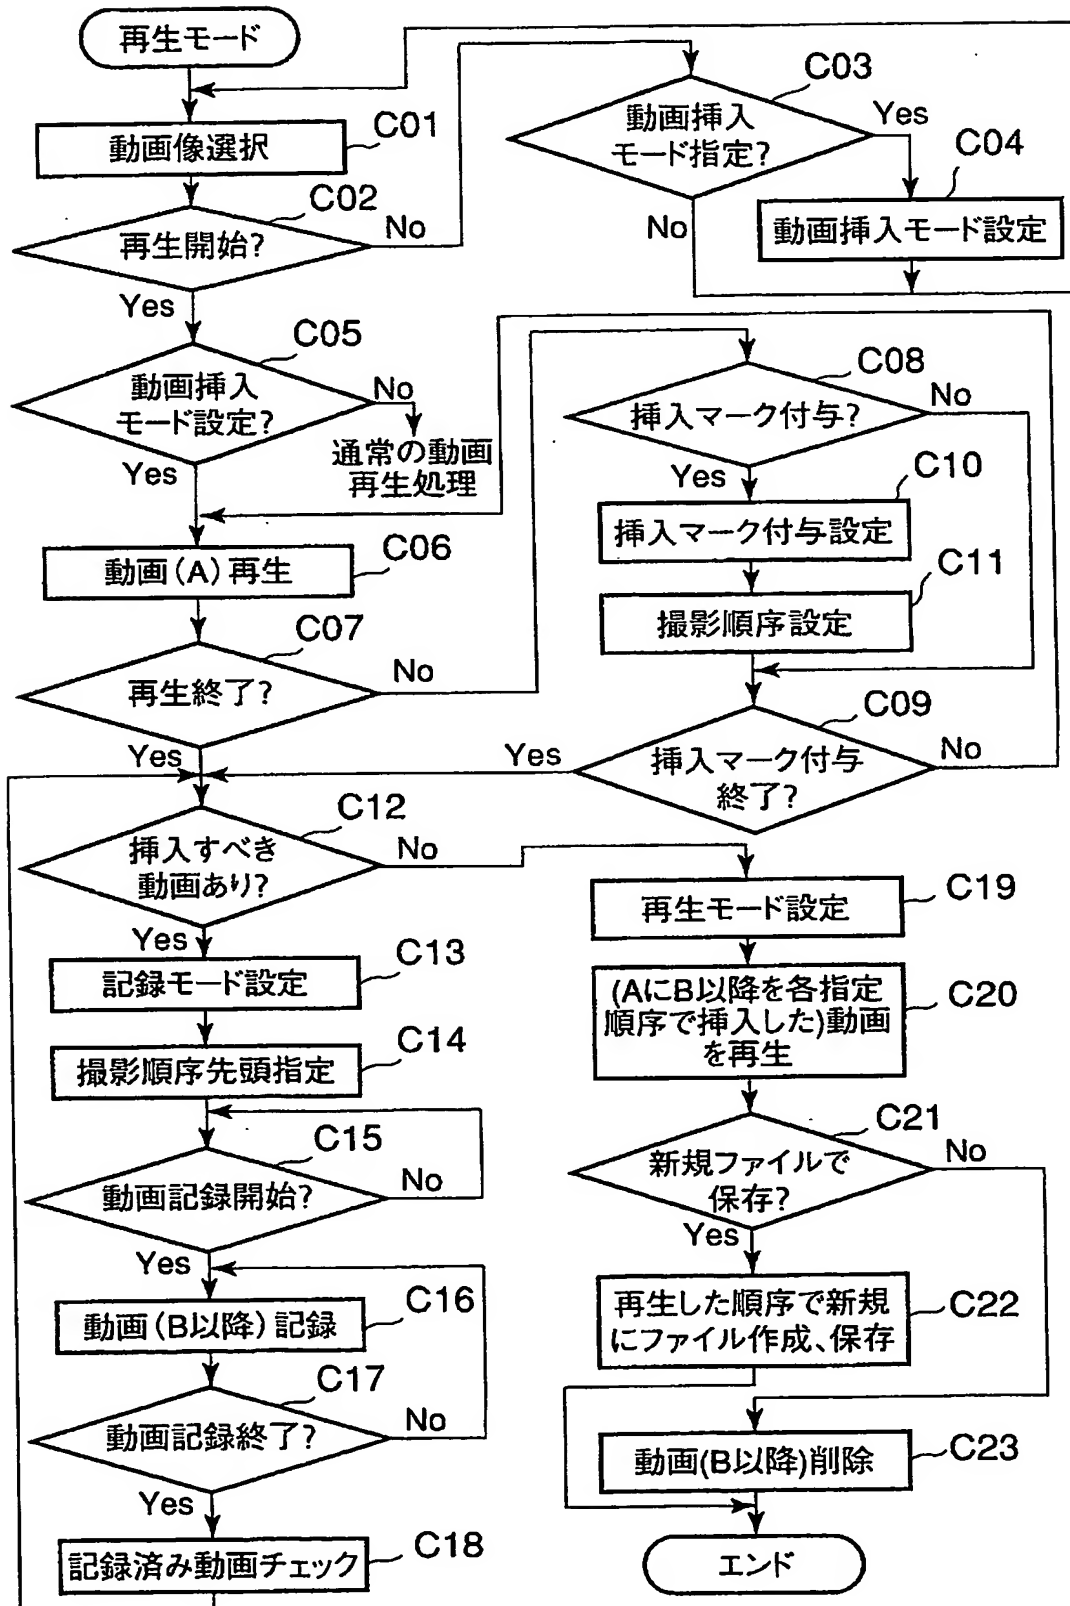 再生モード
C01
動画像選択
C02
再生開始?
No
Yes
C03
動画挿入
モード指定?
Yes
No
C04
動画挿入モード設定
C05
動画挿入
モード設定?
No
Yes
通常の動画
再生処理
C06
動画(A)再生
C07
再生終了?
No
Yes
C08
挿入マーク付与?
No
Yes
C10
挿入マーク付与設定
C11
撮影順序設定
C09
挿入マーク付与
終了?
Yes
No
C12
挿入すべき
動画あり?
No
Yes
C13
記録モード設定
C14
撮影順序先頭指定
C15
動画記録開始?
No
Yes
C16
動画(B以降)記録
C17
動画記録終了?
No
Yes
C18
記録済み動画チェック
C19
再生モード設定
C20
(AにB以降を各指定
順序で挿入した)動画
を再生
C21
新規ファイルで
保存?
No
Yes
C22
再生した順序で新規
にファイル作成、保存
C23
動画(B以降)削除
エンド